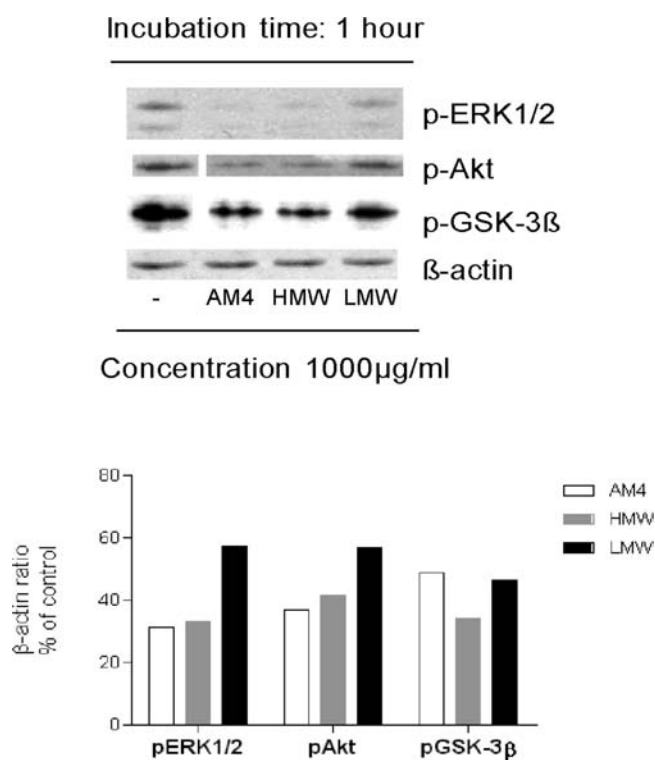 Incubation time: 1 hour
p-ERK1/2
p-Akt
p-GSK-3ß
ß-actin
- AM4 HMW LMW
Concentration 1000µg/ml
80
60
40
20
0
β-actin ratio
% of control
AM4
HMW
LMW
pERK1/2 pAkt pGSK-3β